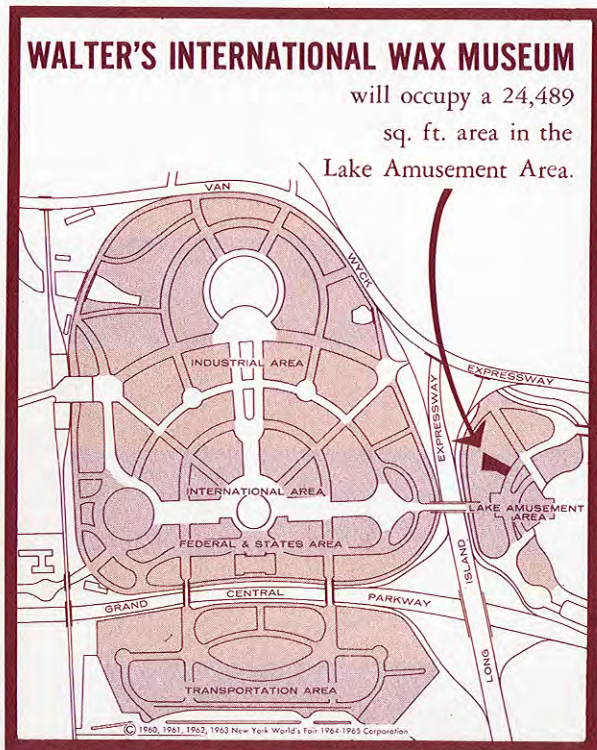 WALTER'S INTERNATIONAL WAX MUSEUM
will occupy a 24,489
sq. ft. area in the
Lake Amusement Area.
VAN
WYCK
EXPRESSWAY
INDUSTRIAL AREA
EXPRESSWAY
INTERNATIONAL AREA
LAKE AMUSEMENT
AREA
FEDERAL & STATES AREA
ISLAND
GRAND
CENTRAL
PARKWAY
LONG
TRANSPORTATION AREA
© 1960, 1961, 1962, 1963 New York World's Fair 1964-1965 Corporation